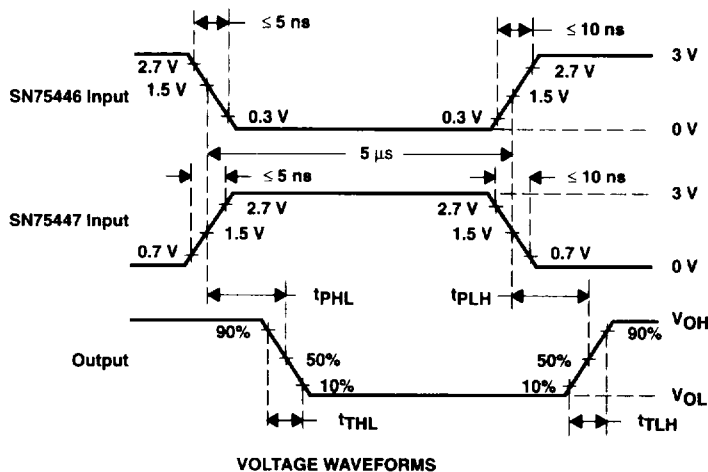 ≤ 5 ns
≤ 10 ns
3 V
2.7 V
2.7 V
SN75446 Input
1.5 V
1.5 V
0.3 V
0.3 V
0 V
5 μs
≤ 5 ns
≤ 10 ns
3 V
2.7 V
2.7 V
SN75447 Input
1.5 V
1.5 V
0.7 V
0.7 V
0 V
tPHL
tPLH
VOH
90%
90%
Output
50%
50%
10%
10%
VOL
tTHL
tTLH
VOLTAGE WAVEFORMS